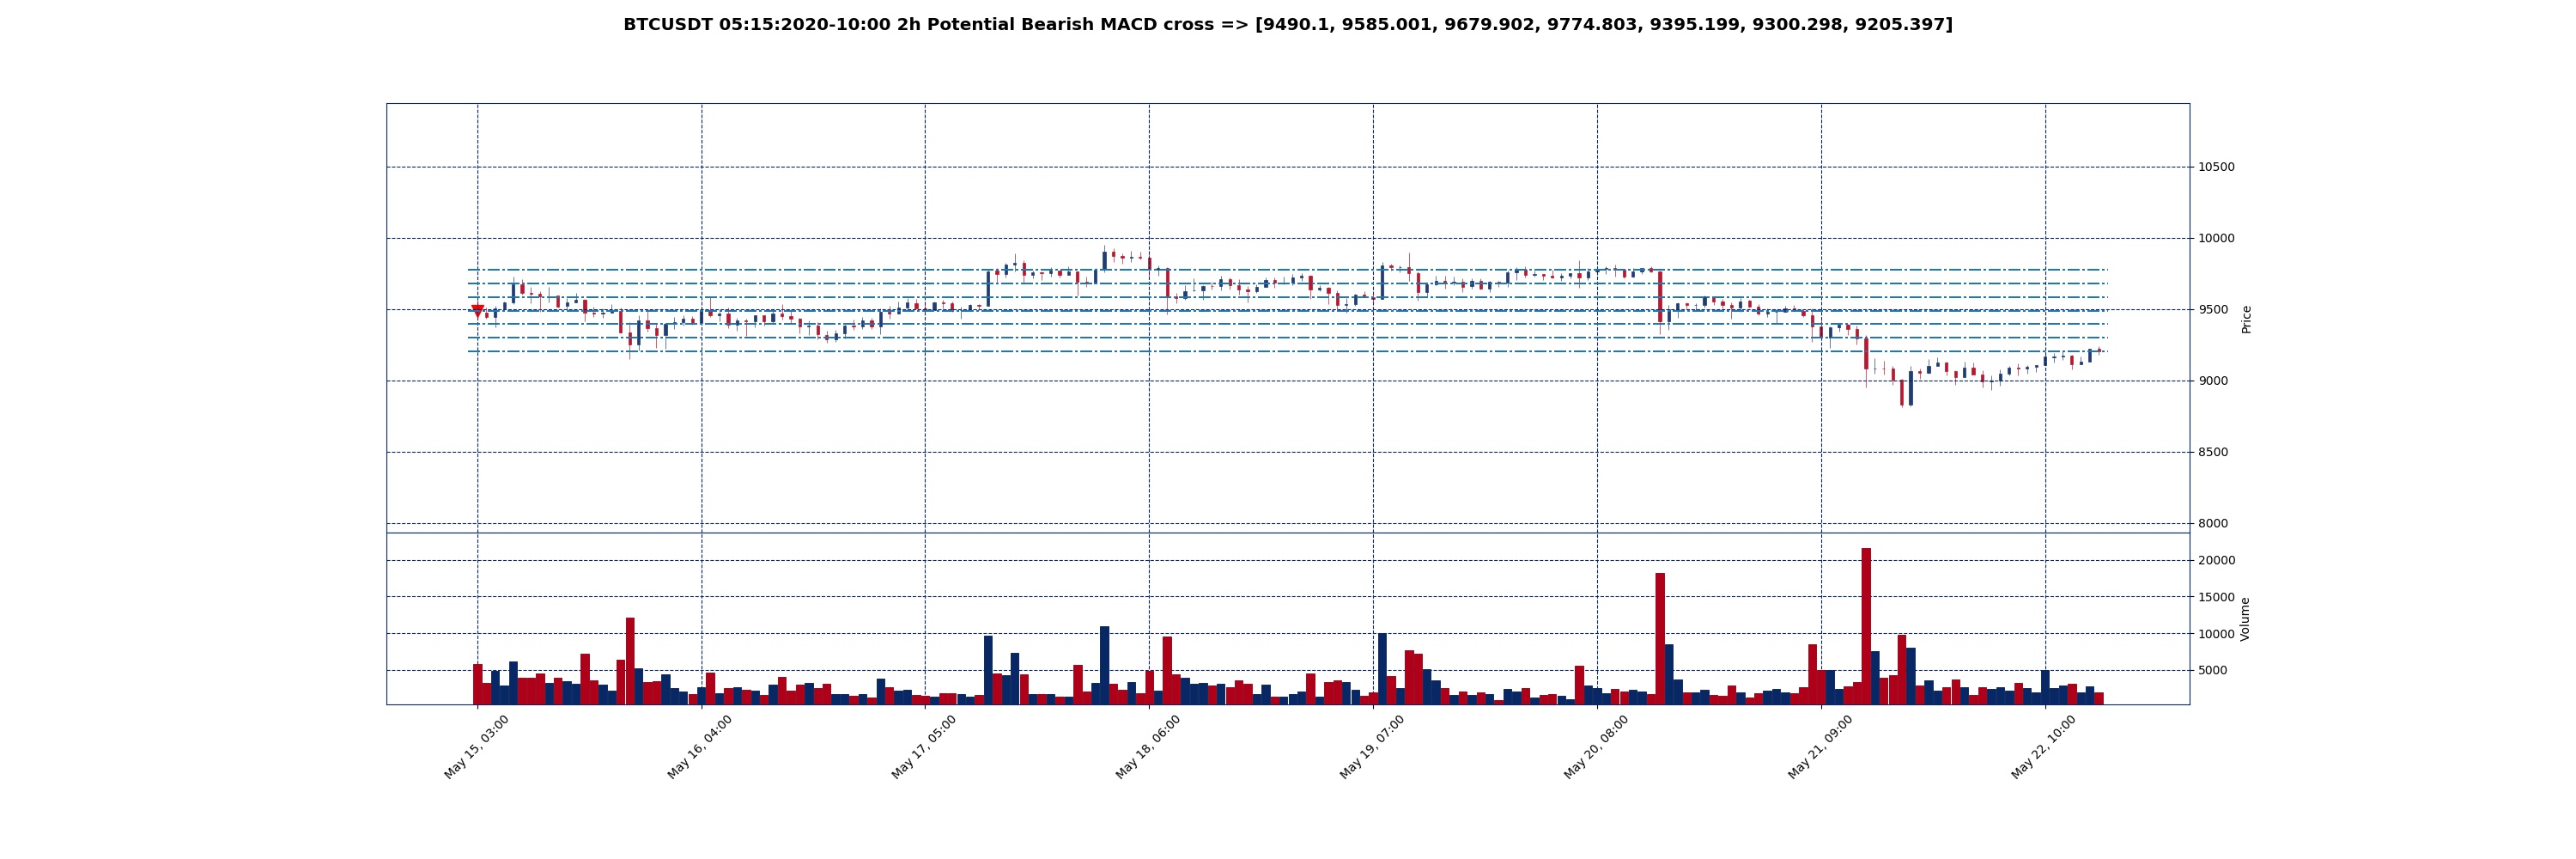 BTCUSDT 05:15:2020-10:00 2h Potential Bearish MACD cross => [9490.1, 9585.001, 9679.902, 9774.803, 9395.199, 9300.298, 9205.397]
10500
10000
9500
9000
8500
8000
Price
20000
15000
10000
5000
Volume
May 15, 03:00
May 16, 04:00
May 17, 05:00
May 18, 06:00
May 19, 07:00
May 20, 08:00
May 21, 09:00
May 22, 10:00